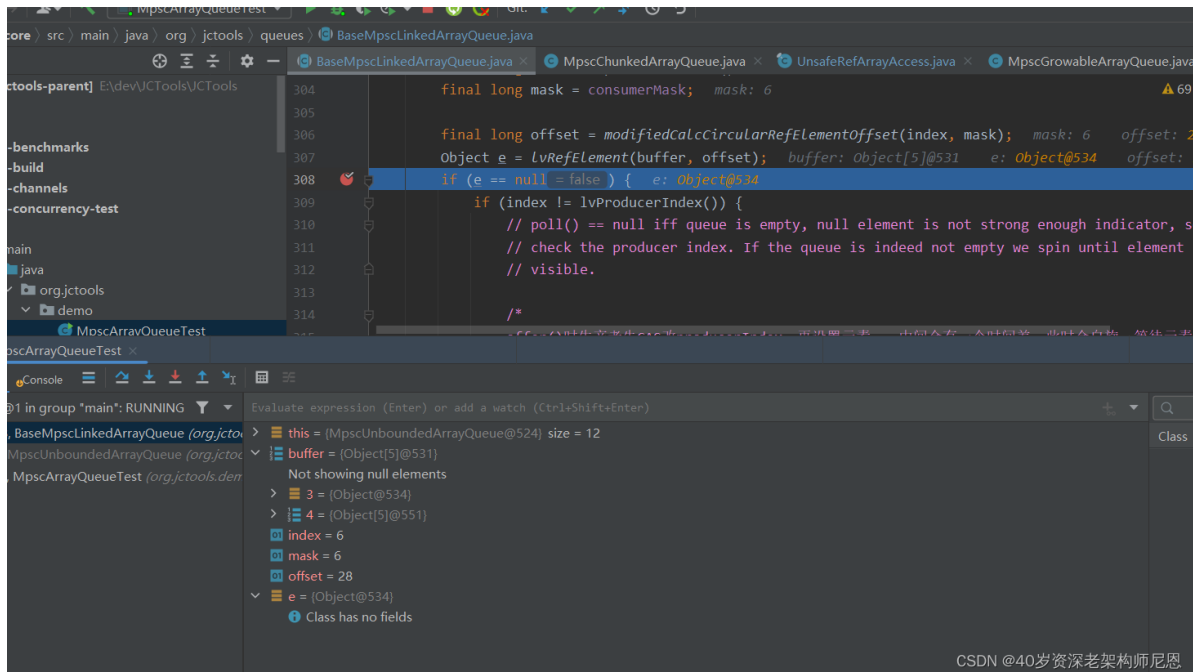 MpscArrayQueueTest
Git:
core > src > main > java > org > jctools > queues > BaseMpscLinkedArrayQueue.java
BaseMpscLinkedArrayQueue.java × MpscChunkedArrayQueue.java × UnsafeRefArrayAccess.java × MpscGrowableArrayQueue.java
ctools-parent] E:\dev\JCTools\JCTools
-benchmarks
-build
-channels
-concurrency-test
main
java
org.jctools
demo
MpscArrayQueueTest
304 final long mask = consumerMask; mask: 6
69
305
306 final long offset = modifiedCalcCircularRefElementOffset(index, mask); mask: 6 offset: 2
307 Object e = lvRefElement(buffer, offset); buffer: Object[5]@531 e: Object@534 offset:
308 if (e == null = false ) { e: Object@534
309 if (index != lvProducerIndex()) {
310 // poll() == null iff queue is empty, null element is not strong enough indicator, s
311 // check the producer index. If the queue is indeed not empty we spin until element
312 // visible.
313
314 /*
pscArrayQueueTest ×
Console
@1 in group "main": RUNNING
Evaluate expression (Enter) or add a watch (Ctrl+Shift+Enter)
, BaseMpscLinkedArrayQueue (org.jctoo
MpscUnboundedArrayQueue (org.jctoo
, MpscArrayQueueTest (org.jctools.dem
this = {MpscUnboundedArrayQueue@524} size = 12
buffer = {Object[5]@531}
Not showing null elements
3 = {Object@534}
4 = {Object[5]@551}
index = 6
mask = 6
offset = 28
e = {Object@534}
Class has no fields
Class
CSDN @40岁资深老架构师尼恩